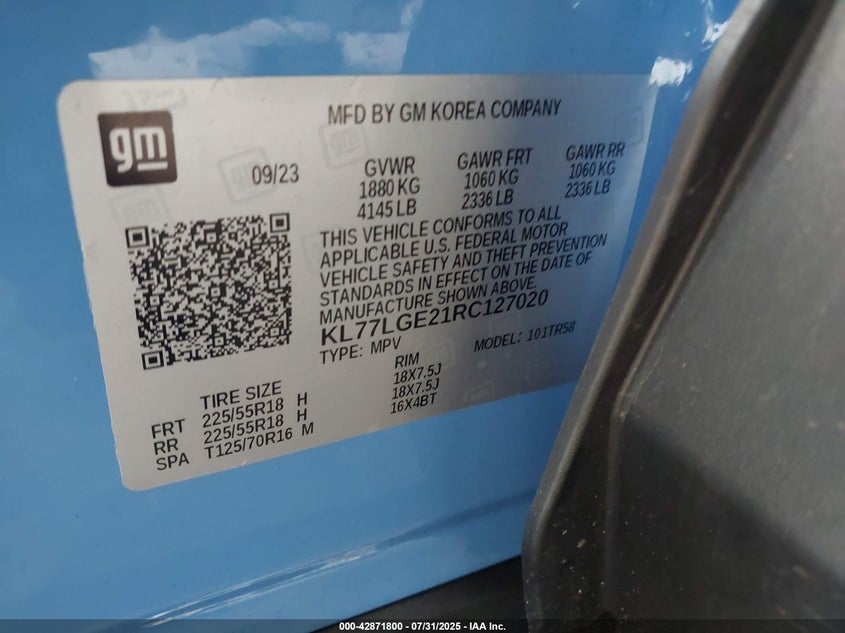 MFD BY GM KOREA COMPANY
gm
09/23
GVWR
1880 KG
4145 LB
GAWR FRT
1060 KG
2336 LB
GAWR RR
1060 KG
2336 LB
THIS VEHICLE CONFORMS TO ALL
APPLICABLE U.S. FEDERAL MOTOR
VEHICLE SAFETY AND THEFT PREVENTION
STANDARDS IN EFFECT ON THE DATE OF
MANUFACTURE SHOWN ABOVE.
KL77LGE21RC127020
TYPE: MPV
MODEL: 101TR58
TIRE SIZE
RIM
FRT 225/55R18 H 18X7.5J
RR 225/55R18 H 18X7.5J
SPA T125/70R16 M 16X4BT
000-42871800 | 07/31/2025 - IAA Inc.